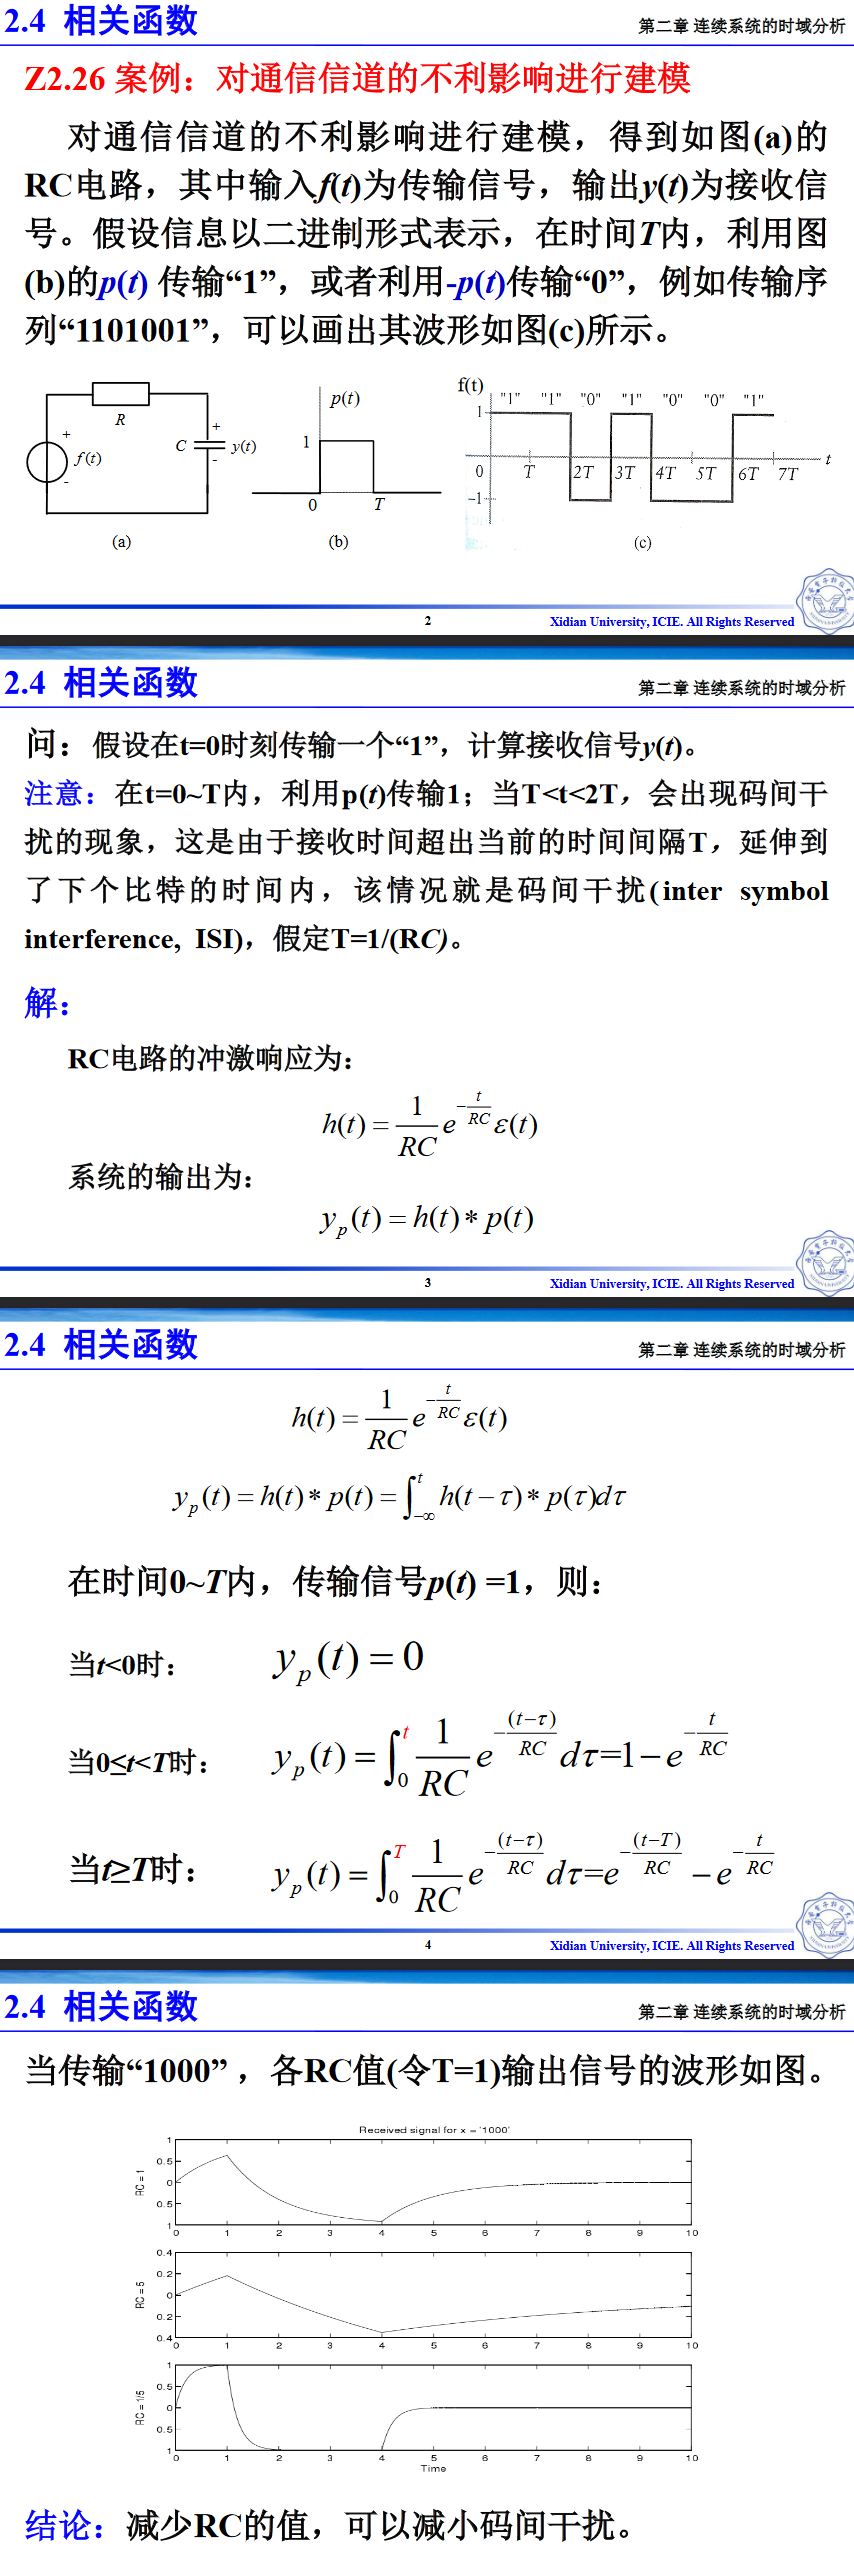 2.4 相关函数
第二章 连续系统的时域分析
Z2.26 案例：对通信信道的不利影响进行建模
对通信信道的不利影响进行建模，得到如图(a)的
RC电路，其中输入f(t)为传输信号，输出y(t)为接收信
号。假设信息以二进制形式表示，在时间T内，利用图
(b)的p(t) 传输“1”，或者利用-p(t)传输“0”，例如传输序
列“1101001”，可以画出其波形如图(c)所示。
R
+
f(t)
-
C
+
y(t)
-
(a)
p(t)
1
0 T
(b)
f(t)
"1" "1" "0" "1" "0" "0" "1"
1
0 T 2T 3T 4T 5T 6T 7T t
-1
(c)
2
Xidian University, ICIE. All Rights Reserved
2.4 相关函数
第二章 连续系统的时域分析
问：假设在t=0时刻传输一个“1”，计算接收信号y(t)。
注意：在t=0~T内，利用p(t)传输1；当T<t<2T，会出现码间干
扰的现象，这是由于接收时间超出当前的时间间隔T，延伸到
了下个比特的时间内，该情况就是码间干扰(inter symbol
interference, ISI)，假定T=1/(RC)。
解：
RC电路的冲激响应为：
h(t) = \frac{1}{RC} e^{-\frac{t}{RC}} ε(t)
系统的输出为：
y_p(t) = h(t) * p(t)
3
Xidian University, ICIE. All Rights Reserved
2.4 相关函数
第二章 连续系统的时域分析
h(t) = \frac{1}{RC} e^{-\frac{t}{RC}} ε(t)
y_p(t) = h(t) * p(t) = \int_{-∞}^{t} h(t-τ) * p(τ)dτ
在时间0~T内，传输信号p(t) =1，则：
当t<0时： y_p(t) = 0
当0≤t<T时： y_p(t) = \int_{0}^{t} \frac{1}{RC} e^{-\frac{(t-τ)}{RC}} dτ=1-e^{-\frac{t}{RC}}
当t≥T时： y_p(t) = \int_{0}^{T} \frac{1}{RC} e^{-\frac{(t-τ)}{RC}} dτ=e^{-\frac{(t-T)}{RC}} - e^{-\frac{t}{RC}}
4
Xidian University, ICIE. All Rights Reserved
2.4 相关函数
第二章 连续系统的时域分析
当传输“1000”，各RC值(令T=1)输出信号的波形如图。
Received signal for x = '1000'
RC = 1
1
0.5
0
0.5
1
0 1 2 3 4 5 6 7 8 9 10
RC = 5
0.4
0.2
0
0.2
0.4
0 1 2 3 4 5 6 7 8 9 10
RC = 1/5
1
0.5
0
0.5
1
0 1 2 3 4 5 6 7 8 9 10
Time
结论：减少RC的值，可以减小码间干扰。